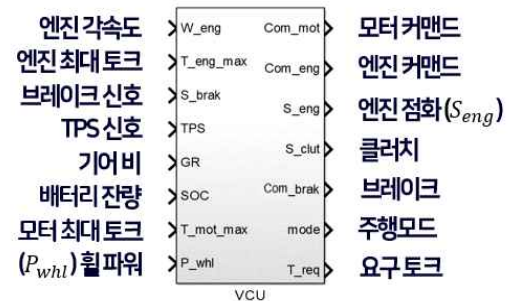 엔진 각속도 W_eng Com_mot 모터 커맨드
엔진 최대 토크 T_eng_max Com_eng 엔진 커맨드
브레이크 신호 S_brak S_eng 엔진 점화 (S_eng)
TPS 신호 TPS S_clut 클러치
기어 비 GR Com_brak 브레이크
배터리 잔량 SOC mode 주행모드
모터 최대 토크 T_mot_max T_req 요구 토크
(P_whl) 휠 파워 P_whl
VCU